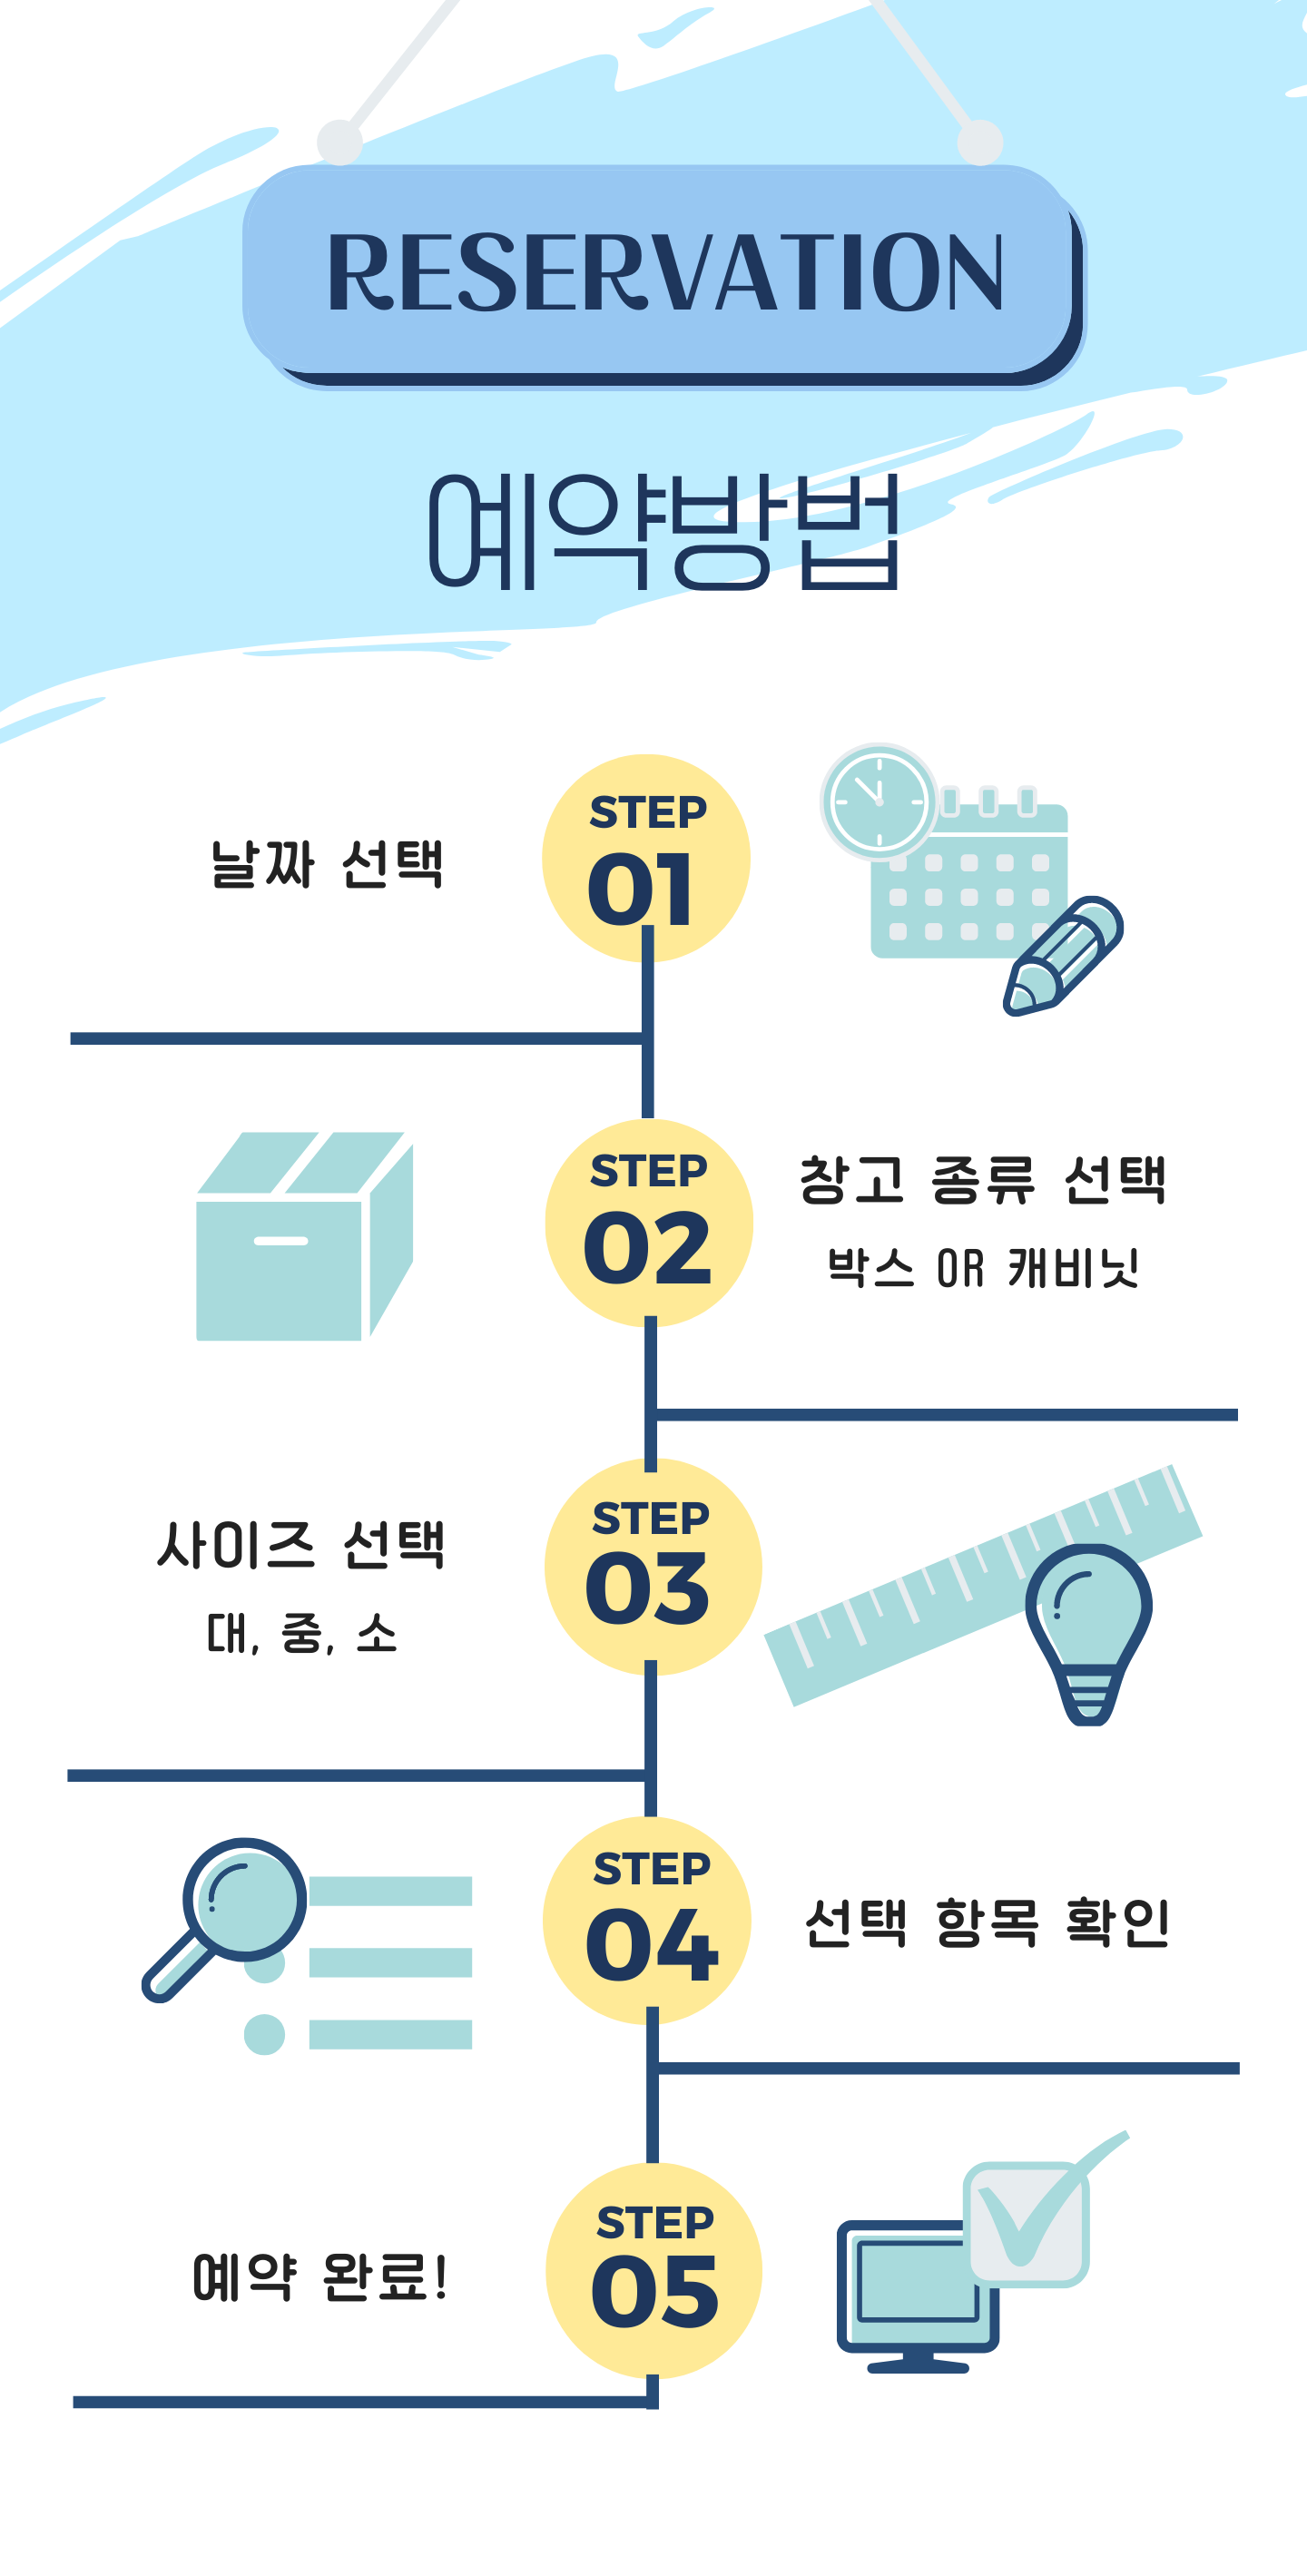 RESERVATION
예약방법
STEP
01
날짜 선택
STEP
02
창고 종류 선택
박스 OR 캐비닛
STEP
03
사이즈 선택
대, 중, 소
STEP
04
선택 항목 확인
STEP
05
예약 완료!